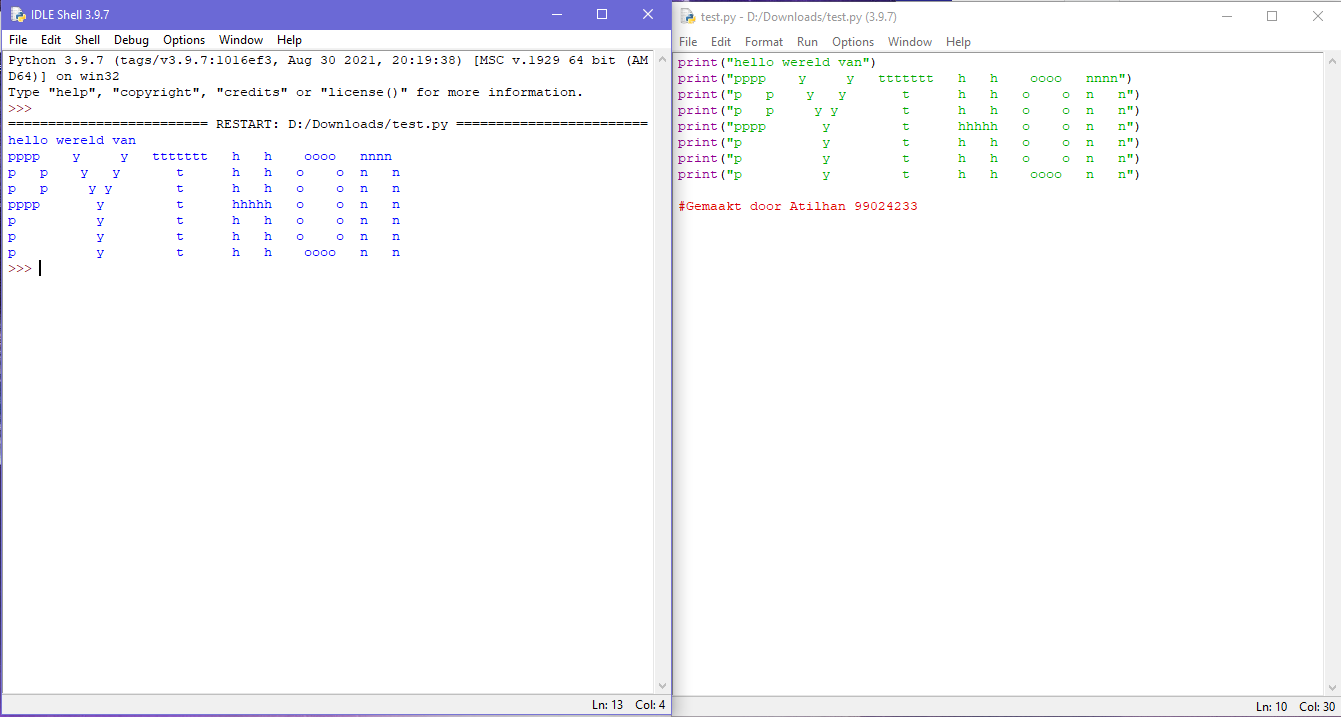 IDLE Shell 3.9.7
File Edit Shell Debug Options Window Help
Python 3.9.7 (tags/v3.9.7:1016ef3, Aug 30 2021, 20:19:38) [MSC v.1929 64 bit (AM
D64)] on win32
Type "help", "copyright", "credits" or "license()" for more information.
>>>
========================= RESTART: D:/Downloads/test.py ========================
hello wereld van
pppp    y     y   ttttttt   h   h    oooo   nnnn
p   p    y   y       t      h   h   o    o  n   n
p   p     y y        t      h   h   o    o  n   n
pppp       y         t      hhhhh   o    o  n   n
p          y         t      h   h   o    o  n   n
p          y         t      h   h   o    o  n   n
p          y         t      h   h    oooo   n   n
>>>
Ln: 13 Col: 4
test.py - D:/Downloads/test.py (3.9.7)
File Edit Format Run Options Window Help
print("hello wereld van")
print("pppp    y     y   ttttttt   h   h    oooo   nnnn")
print("p   p    y   y       t      h   h   o    o  n   n")
print("p   p     y y        t      h   h   o    o  n   n")
print("pppp       y         t      hhhhh   o    o  n   n")
print("p          y         t      h   h   o    o  n   n")
print("p          y         t      h   h   o    o  n   n")
print("p          y         t      h   h    oooo   n   n")
#Gemaakt door Atilhan 99024233
Ln: 10 Col: 30